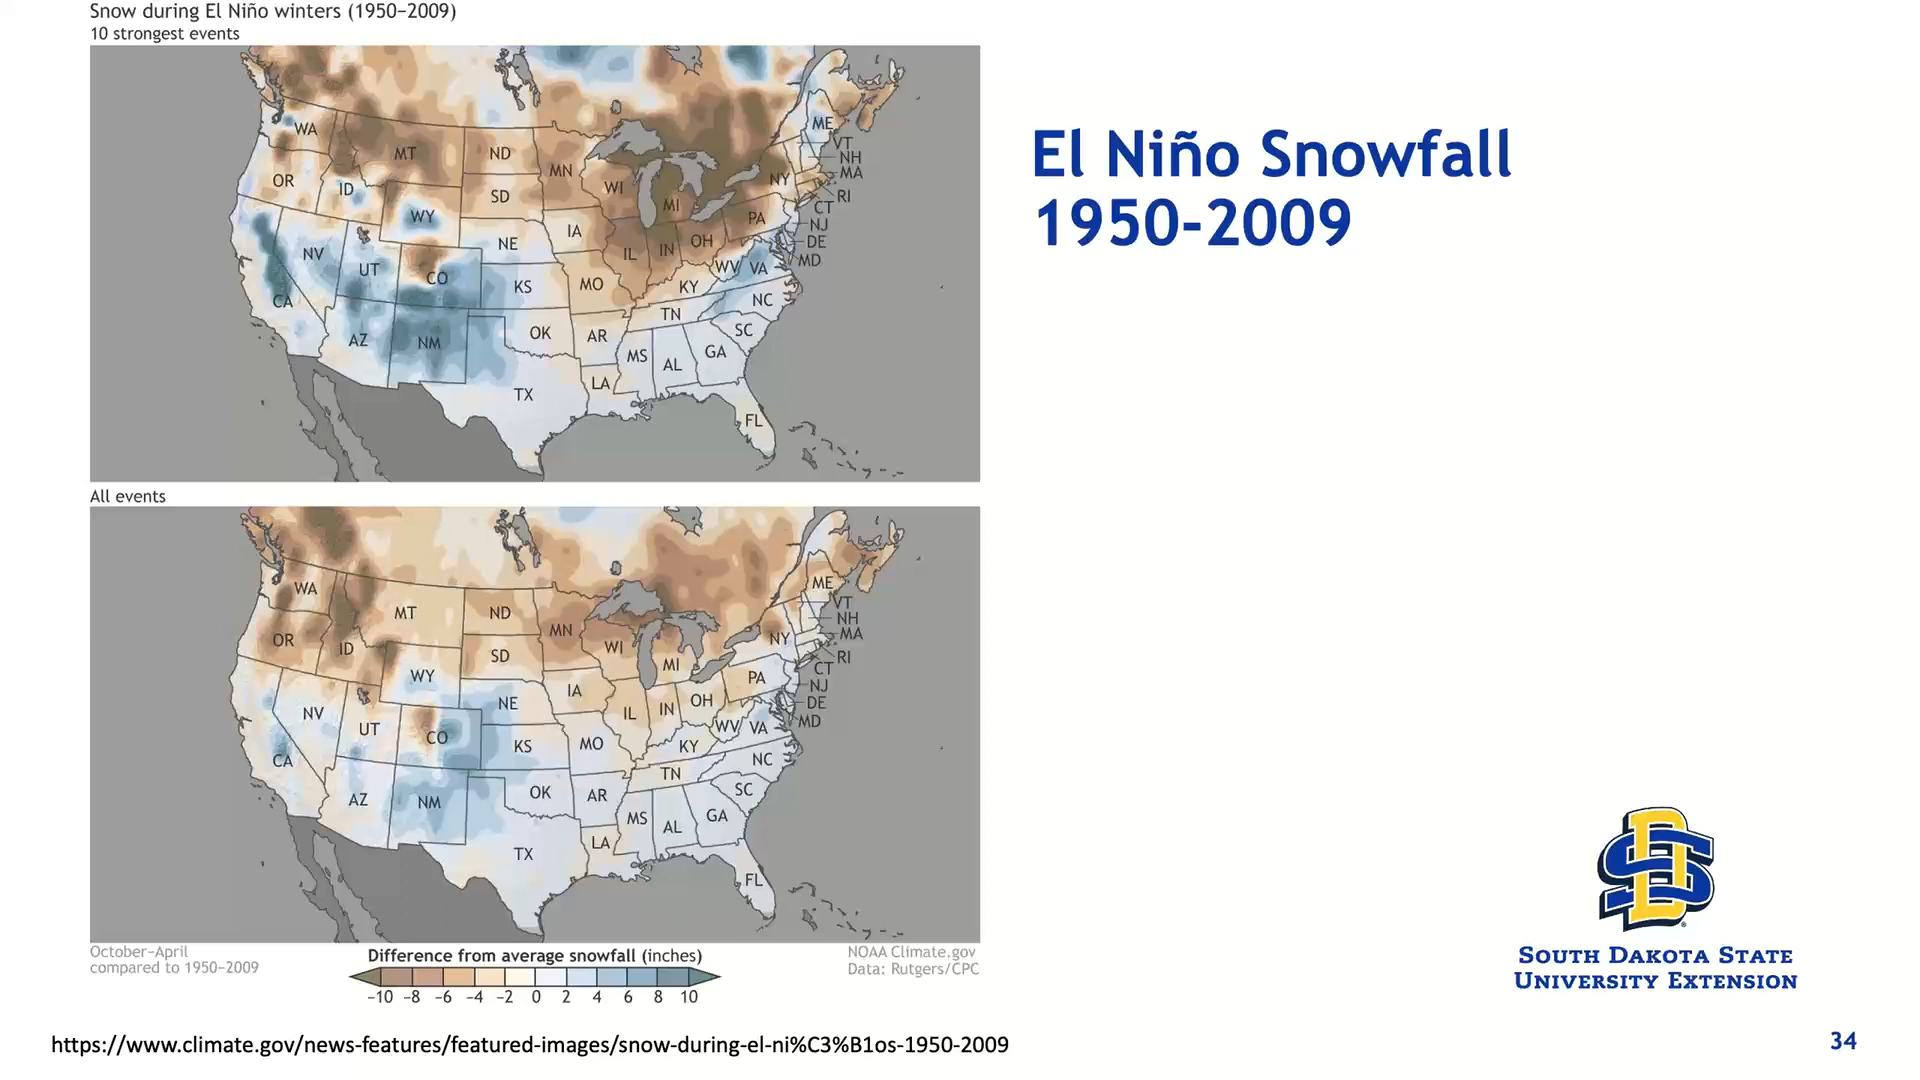 Snow during El Niño winters (1950–2009)
10 strongest events
WA
MT
ND
MN
OR
ID
SD
WI
MI
NY
ME
VT
NH
MA
RI
CT
NJ
DE
MD
WY
NE
IA
IL
IN
OH
PA
NV
UT
CO
KS
MO
KY
WV
VA
CA
AZ
NM
OK
AR
TN
NC
SC
MS
AL
GA
LA
TX
FL
All events
WA
MT
ND
MN
OR
ID
SD
WI
MI
NY
ME
VT
NH
MA
RI
CT
NJ
DE
MD
WY
NE
IA
IL
IN
OH
PA
NV
UT
CO
KS
MO
KY
WV
VA
CA
AZ
NM
OK
AR
TN
NC
SC
MS
AL
GA
LA
TX
FL
October–April
compared to 1950–2009
Difference from average snowfall (inches)
–10 –8 –6 –4 –2 0 2 4 6 8 10
NOAA Climate.gov
Data: Rutgers/CPC
https://www.climate.gov/news-features/featured-images/snow-during-el-ni%C3%B1os-1950-2009
El Niño Snowfall
1950-2009
SD
SOUTH DAKOTA STATE
UNIVERSITY EXTENSION
34